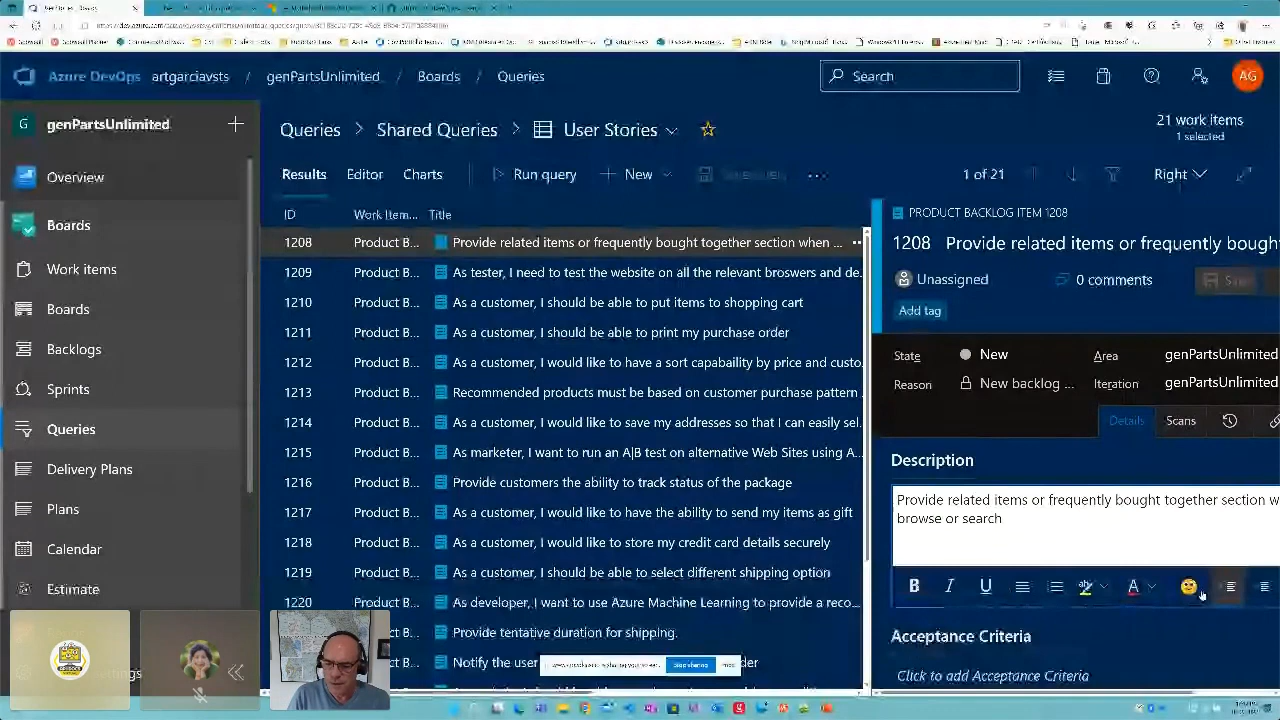 Azure DevOps artgarciavsts / genPartsUnlimited / Boards / Queries
Search
AG
G genPartsUnlimited
Overview
Boards
Work items
Boards
Backlogs
Sprints
Queries
Delivery Plans
Plans
Calendar
Estimate
Queries > Shared Queries > User Stories
21 work items
1 selected
Results Editor Charts Run query New ...
1 of 21 Right
ID Work Item... Title
1208 Product B... Provide related items or frequently bought together section when ...
1209 Product B... As tester, I need to test the website on all the relevant broswers and de...
1210 Product B... As a customer, I should be able to put items to shopping cart
1211 Product B... As a customer, I should be able to print my purchase order
1212 Product B... As a customer, I would like to have a sort capabaility by price and custo...
1213 Product B... Recommended products must be based on customer purchase pattern ...
1214 Product B... As a customer, I would like to save my addresses so that I can easily sel...
1215 Product B... As marketer, I want to run an A|B test on alternative Web Sites using A...
1216 Product B... Provide customers the ability to track status of the package
1217 Product B... As a customer, I would like to have the ability to send my items as gift
1218 Product B... As a customer, I would like to store my credit card details securely
1219 Product B... As a customer, I should be able to select different shipping option
1220 Product B... As developer, I want to use Azure Machine Learning to provide a reco...
Provide tentative duration for shipping.
Notify the user
Stop sharing
PRODUCT BACKLOG ITEM 1208
1208 Provide related items or frequently bought togeth
Unassigned
0 comments
Add tag
State New
Area genPartsUnlimited
Reason New backlog ...
Iteration genPartsUnlimited
Details Scans
Description
Provide related items or frequently bought together section w
browse or search
B I U
A
Acceptance Criteria
Click to add Acceptance Criteria